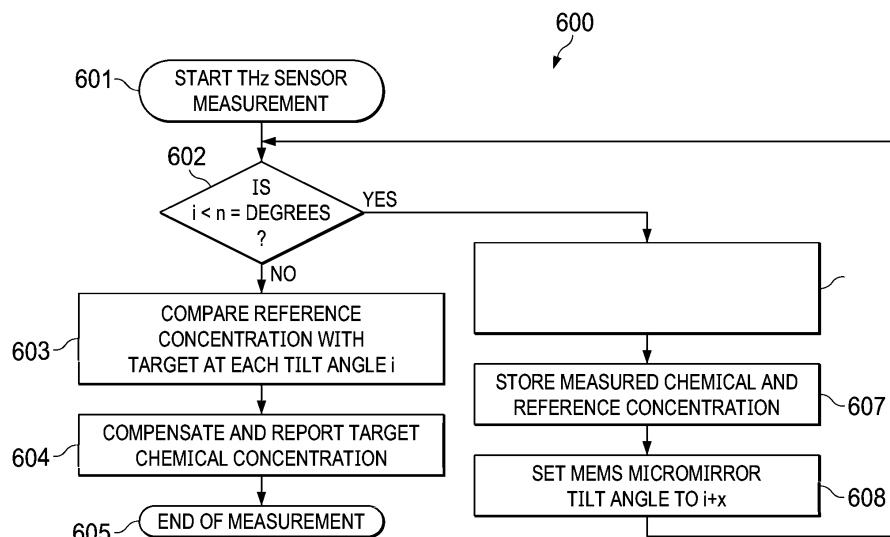 600
601
START THz SENSOR
MEASUREMENT
602
IS
i < n = DEGREES
?
YES
NO
603
COMPARE REFERENCE
CONCENTRATION WITH
TARGET AT EACH TILT ANGLE i
604
COMPENSATE AND REPORT TARGET
CHEMICAL CONCENTRATION
605
END OF MEASUREMENT
STORE MEASURED CHEMICAL AND
REFERENCE CONCENTRATION
607
SET MEMS MICROMIRROR
TILT ANGLE TO i+x
608